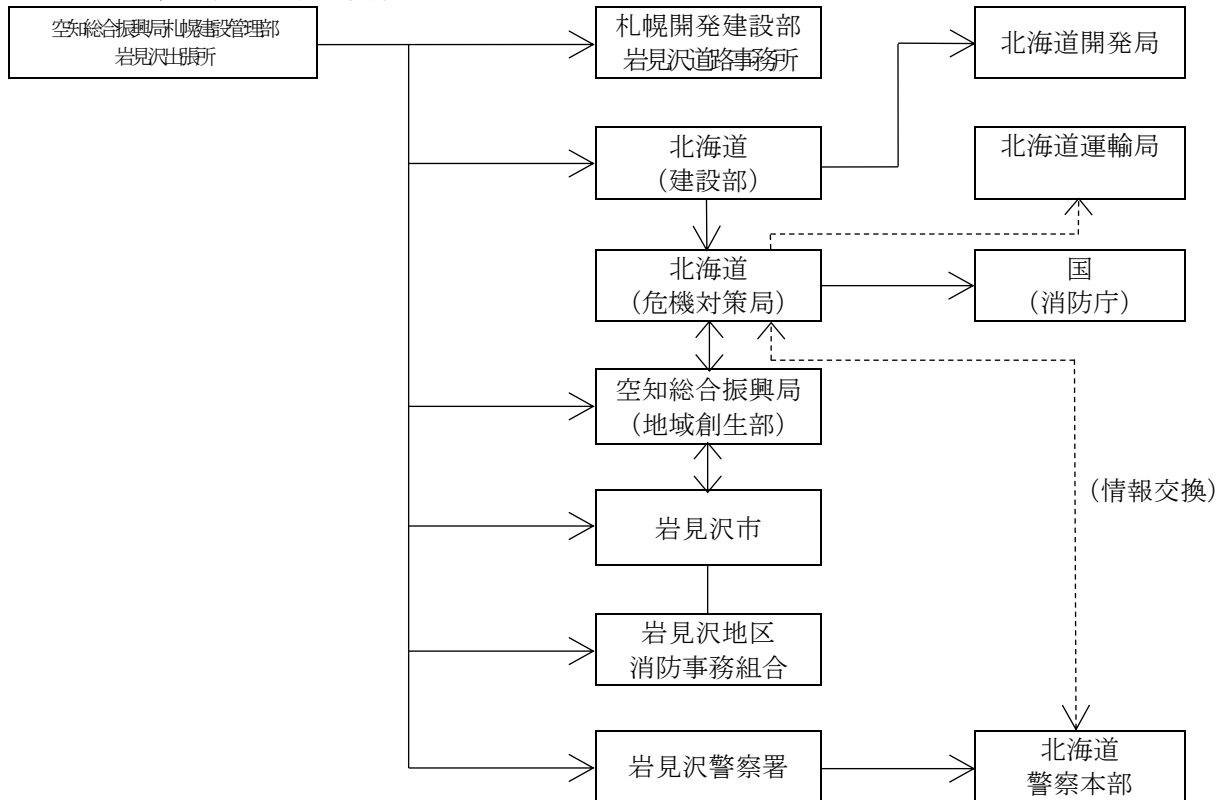 空知総合振興局札幌建設管理部
岩見沢出張所
札幌開発建設部
岩見沢道路事務所
北海道開発局
北海道
（建設部）
北海道運輸局
北海道
（危機対策局）
国
（消防庁）
空知総合振興局
（地域創生部）
（情報交換）
岩見沢市
岩見沢地区
消防事務組合
岩見沢警察署
北海道
警察本部